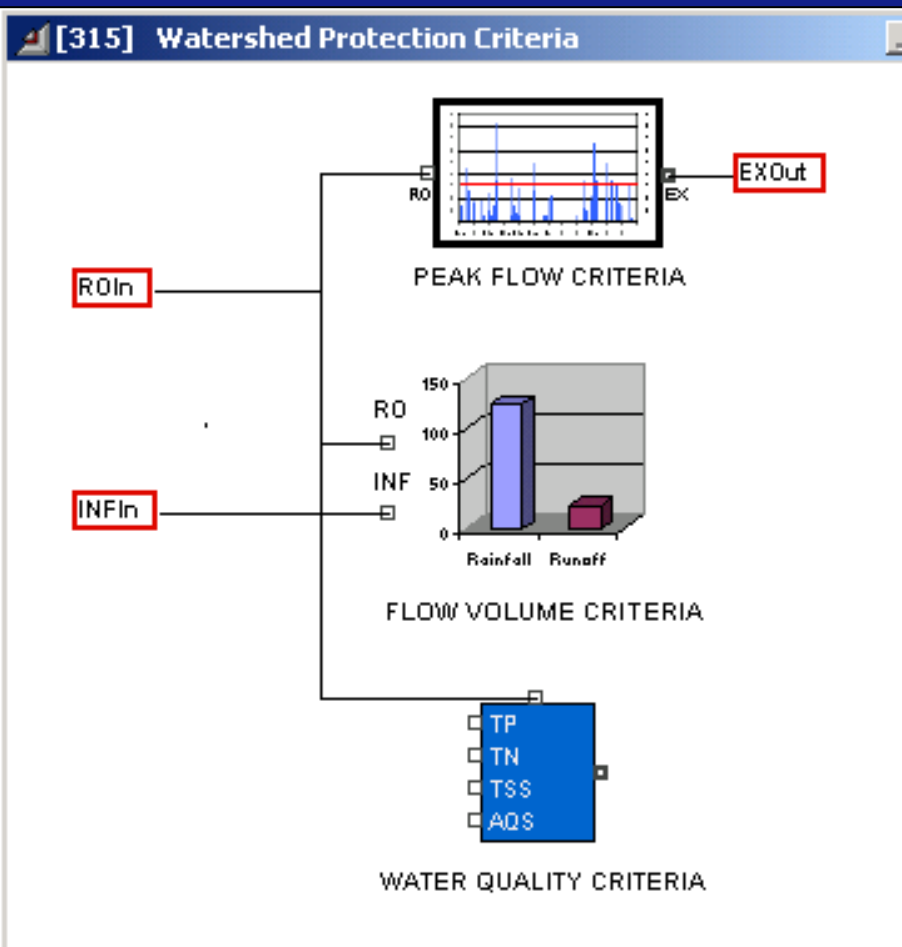 [315] Watershed Protection Criteria
EXOut
RO
EX
PEAK FLOW CRITERIA
ROIn
150
RO
100
INF
50
INFIn
0
Rainfall Runoff
FLOW VOLUME CRITERIA
TP
TN
TSS
AQS
WATER QUALITY CRITERIA